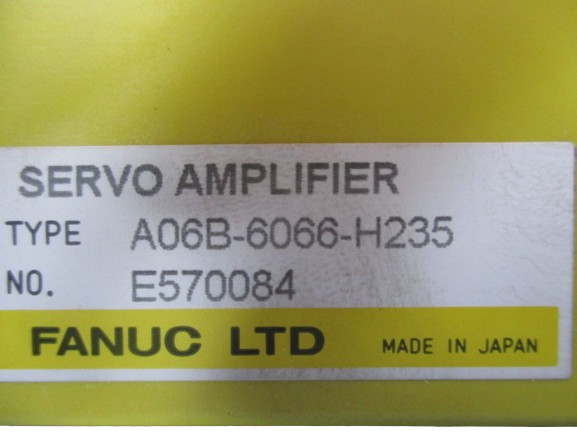 SERVO AMPLIFIER
TYPE A06B-6066-H235
NO. E570084
FANUC LTD MADE IN JAPAN